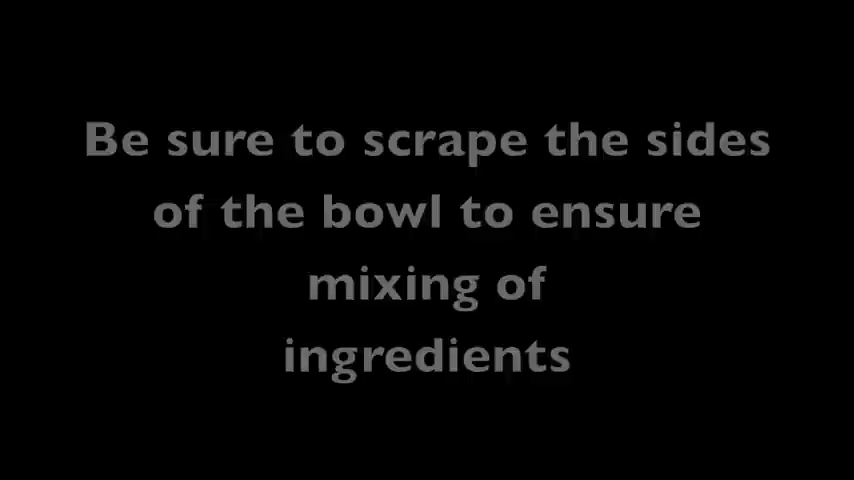 Be sure to scrape the sides
of the bowl to ensure
mixing of
ingredients